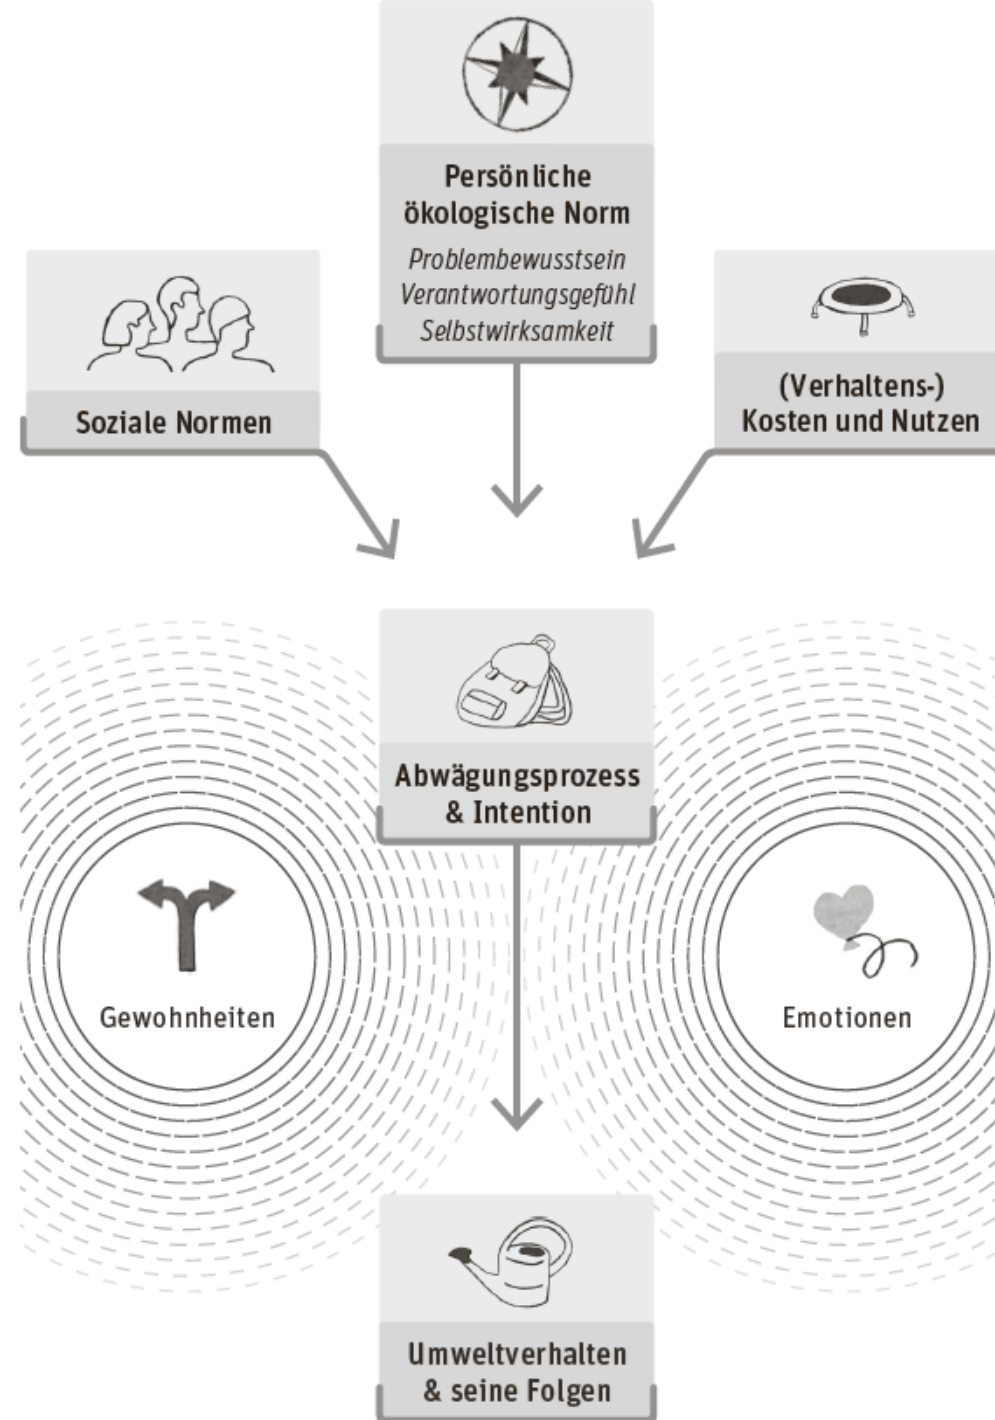 Persönliche
ökologische Norm
Problembewusstsein
Verantwortungsgefühl
Selbstwirksamkeit
Soziale Normen
(Verhaltens-)
Kosten und Nutzen
Abwägungsprozess
& Intention
Gewohnheiten
Emotionen
Umweltverhalten
& seine Folgen